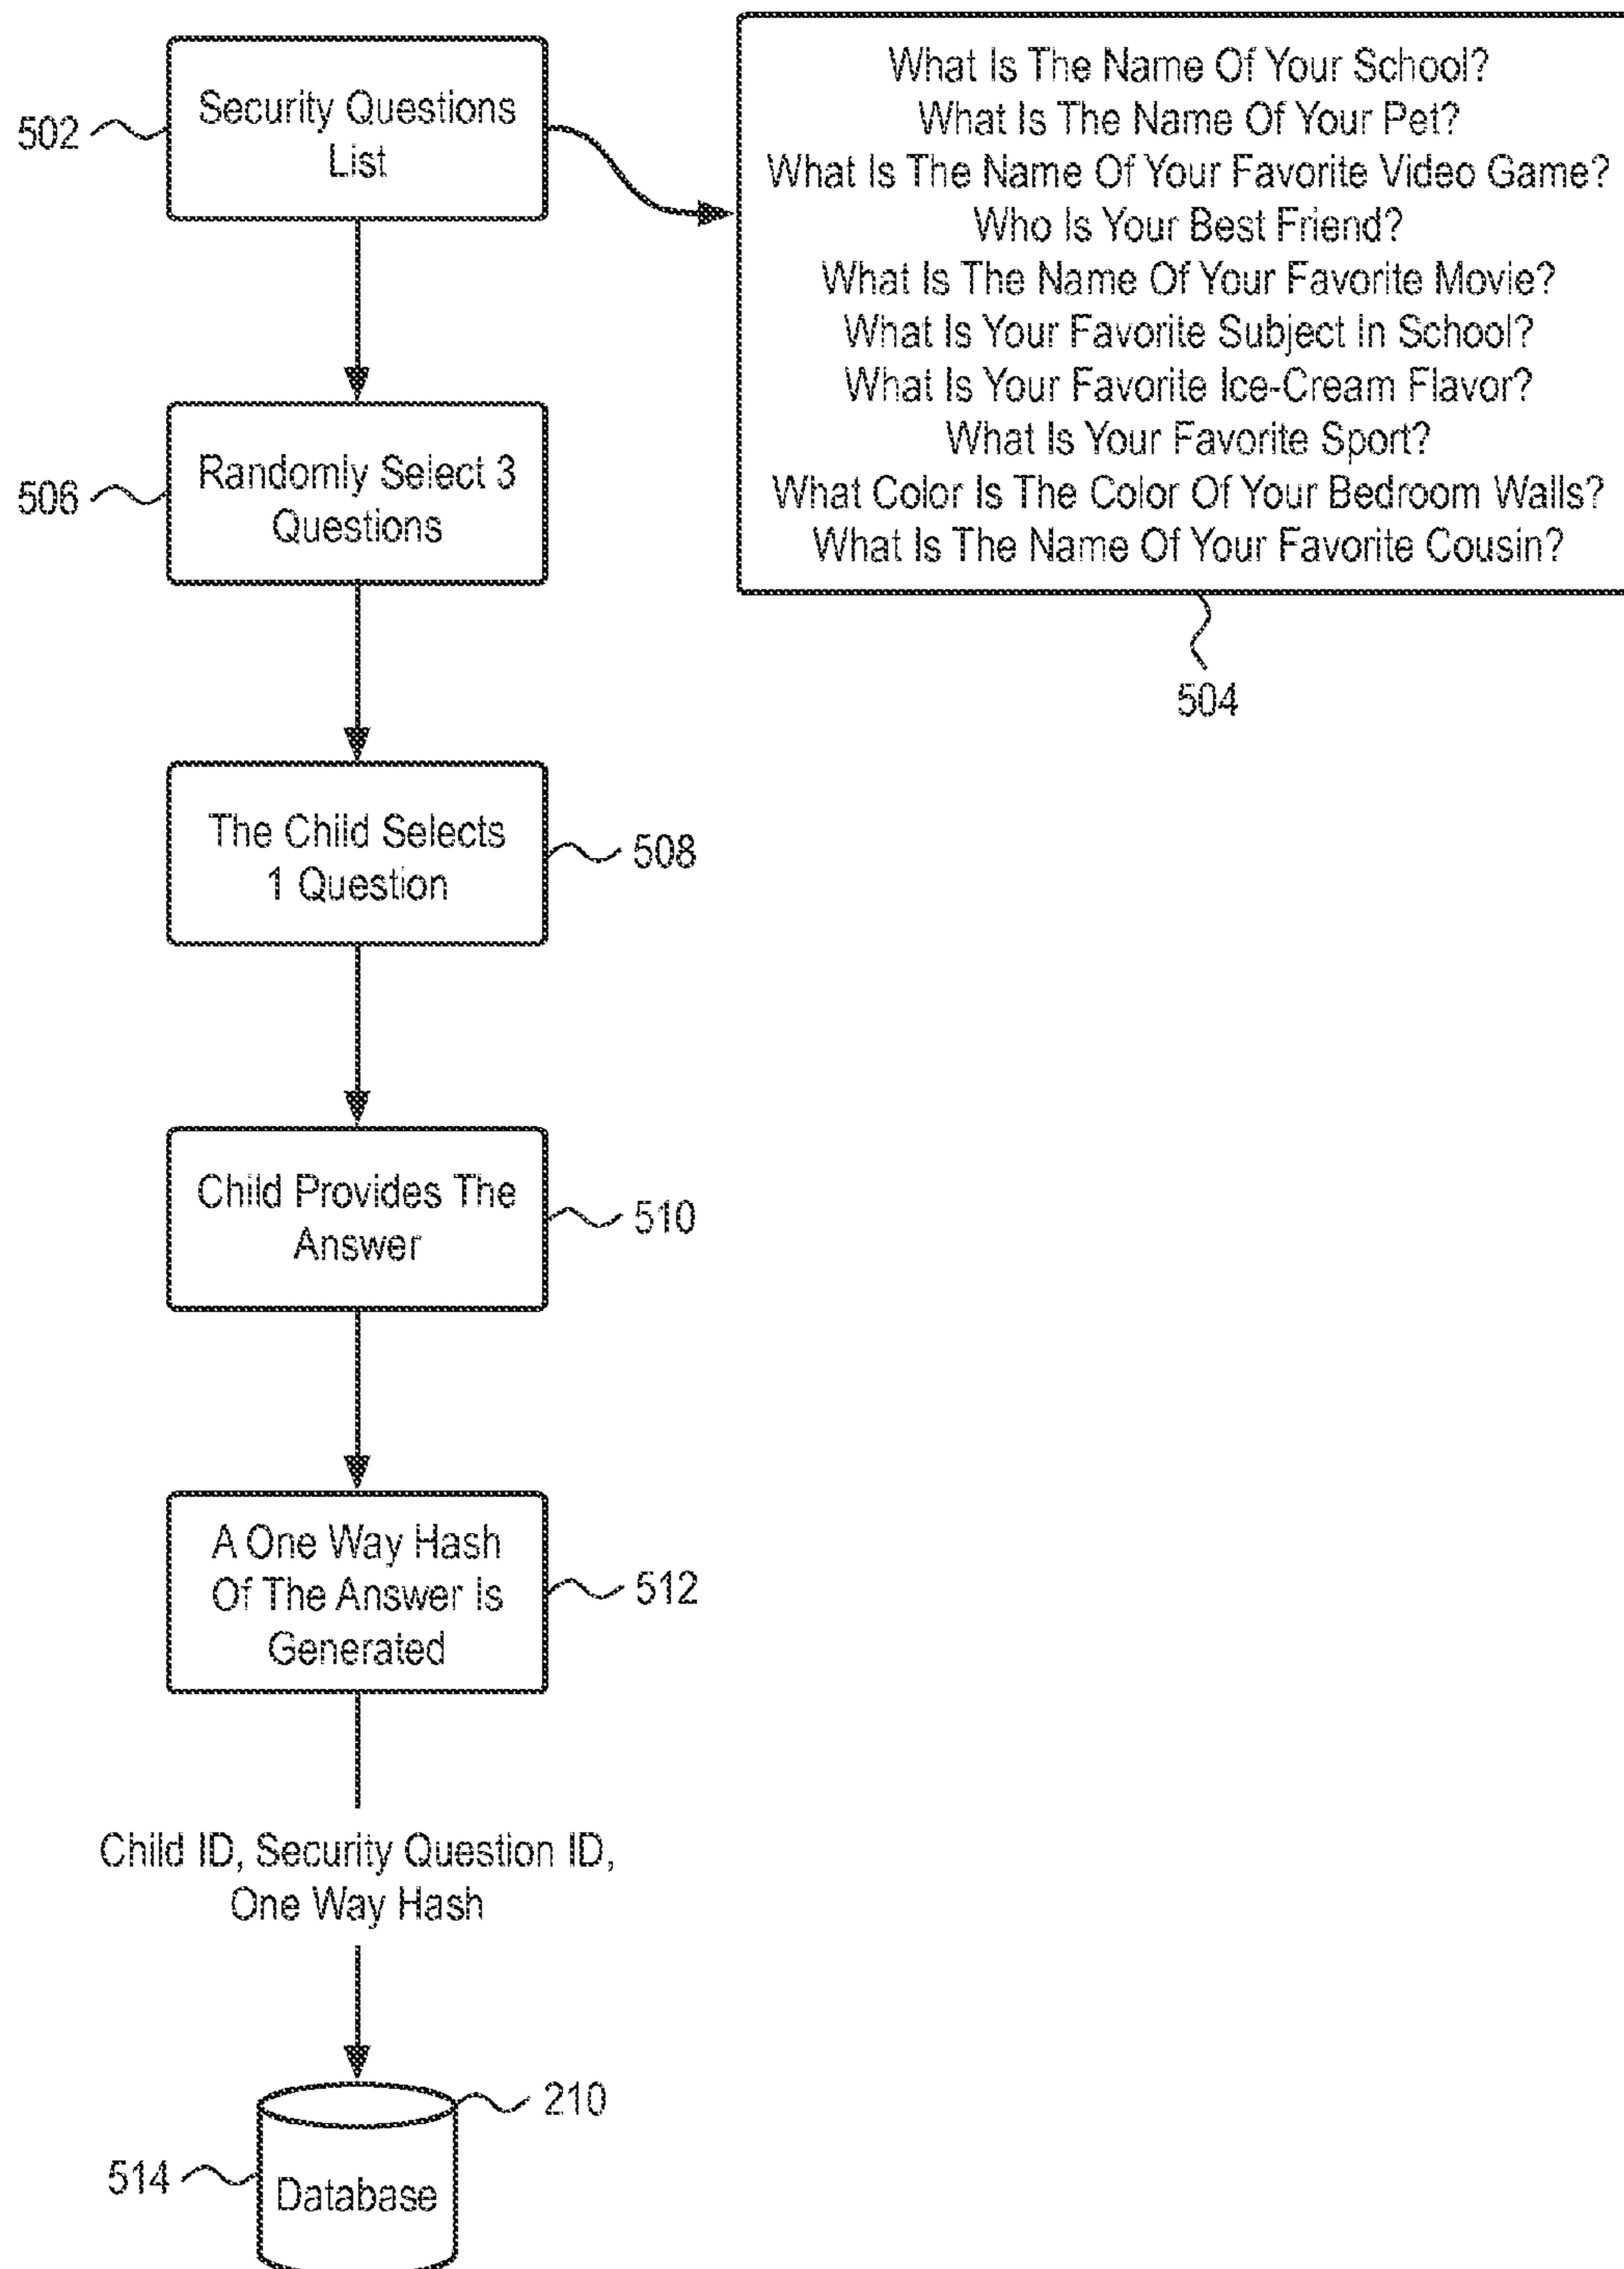 502
Security Questions
List
What Is The Name Of Your School?
What Is The Name Of Your Pet?
What Is The Name Of Your Favorite Video Game?
Who Is Your Best Friend?
What Is The Name Of Your Favorite Movie?
What Is Your Favorite Subject In School?
What Is Your Favorite Ice-Cream Flavor?
What Is Your Favorite Sport?
What Color Is The Color Of Your Bedroom Walls?
What Is The Name Of Your Favorite Cousin?
504
506
Randomly Select 3
Questions
The Child Selects
1 Question
508
Child Provides The
Answer
510
A One Way Hash
Of The Answer Is
Generated
512
Child ID, Security Question ID,
One Way Hash
210
514
Database